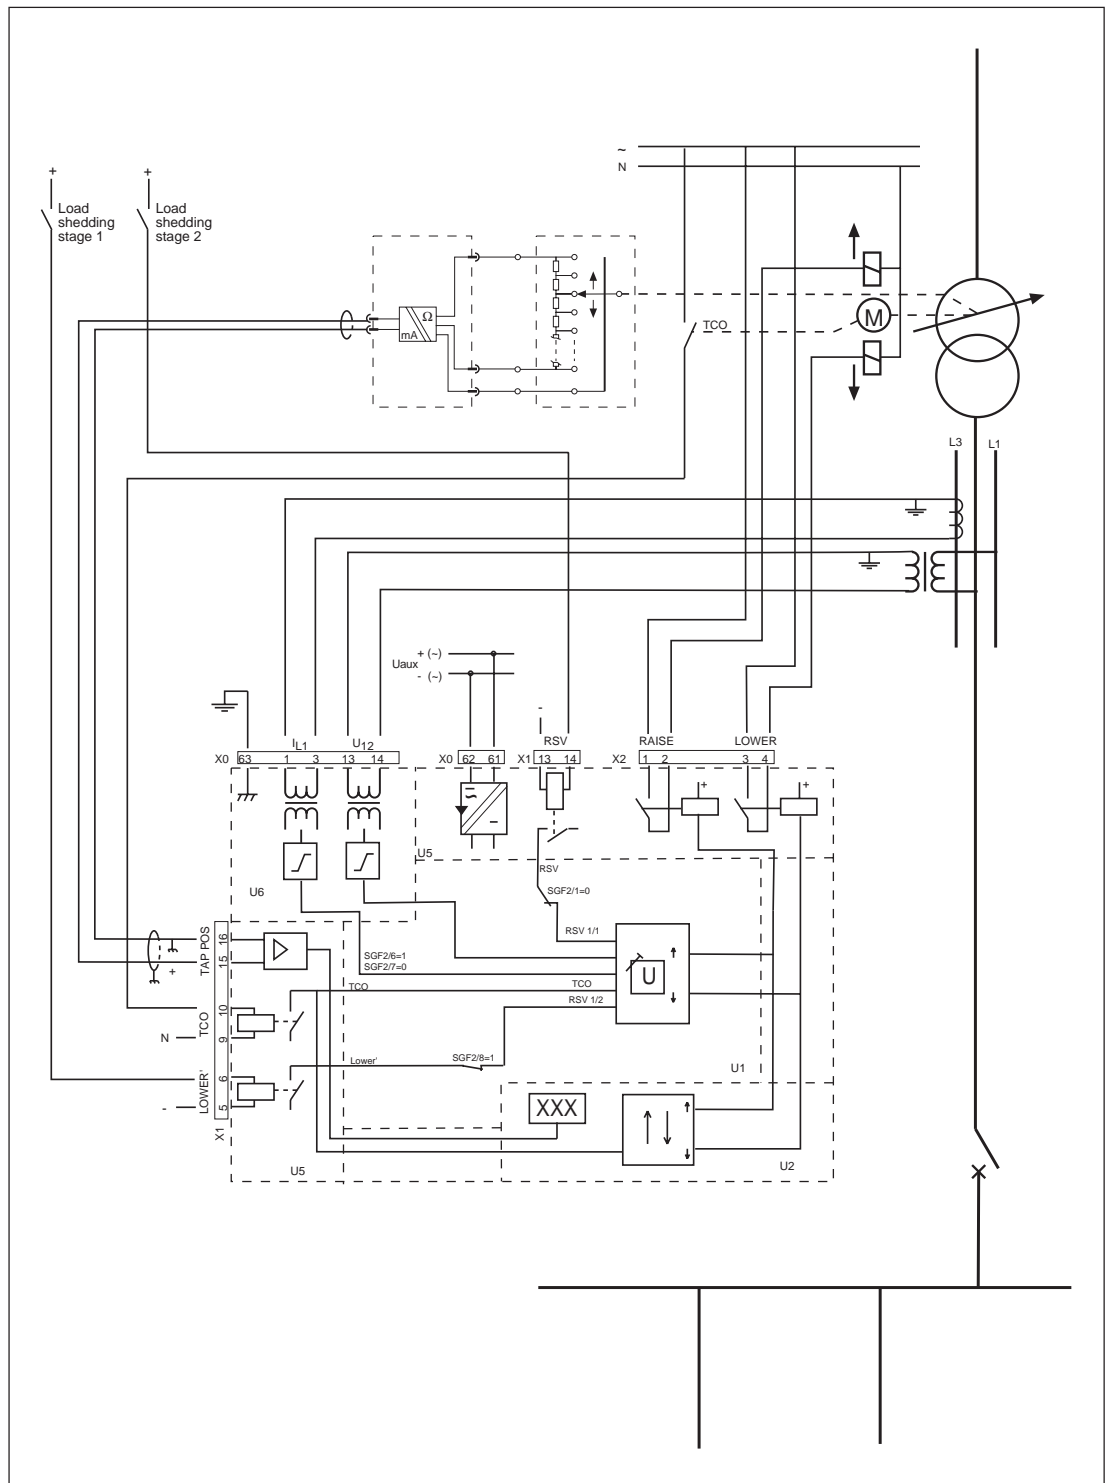 ~
N
+
+
Load
shedding
stage 1
Load
shedding
stage 2
Ω
mA
TCO
M
L3
L1
+ (~)
Uaux
- (~)
-
IL1
U12
RSV
RAISE
LOWER
X0
63
1
3
13
14
X0
62
61
X1
13
14
X2
1
2
3
4
+
+
U5
RSV
SGF2/1=0
U6
RSV 1/1
TAP POS
16
15
+
SGF2/6=1
SGF2/7=0
U
TCO
TCO
RSV 1/2
TCO
10
9
N
Lower'
SGF2/8=1
U1
LOWER'
6
5
-
X1
XXX
U5
U2